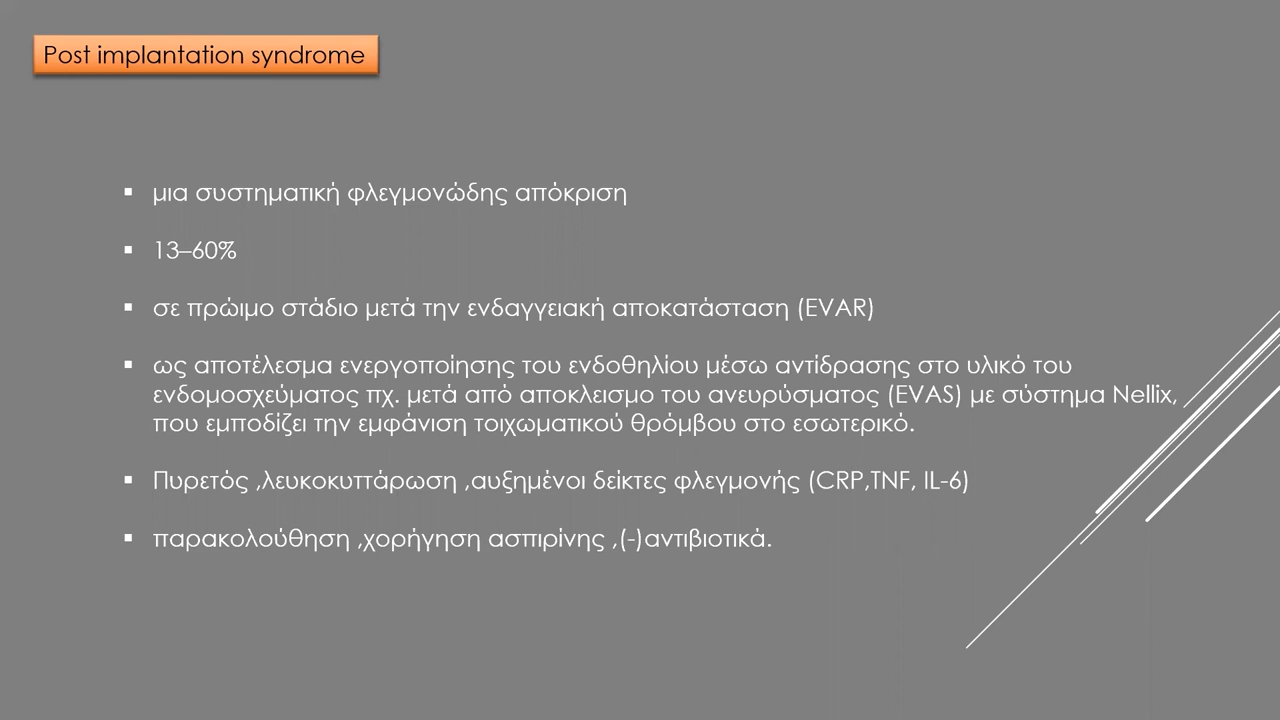 Post implantation syndrome
▪ μια συστηματική φλεγμονώδης απόκριση
▪ 13–60%
▪ σε πρώιμο στάδιο μετά την ενδαγγειακή αποκατάσταση (EVAR)
▪ ως αποτέλεσμα ενεργοποίησης του ενδοθηλίου μέσω αντίδρασης στο υλικό του
ενδομοσχεύματος πχ. μετά από αποκλεισμο του ανευρύσματος (EVAS) με σύστημα Nellix,
που εμποδίζει την εμφάνιση τοιχωματικού θρόμβου στο εσωτερικό.
▪ Πυρετός ,λευκοκυττάρωση ,αυξημένοι δείκτες φλεγμονής (CRP,TNF, IL-6)
▪ παρακολούθηση ,χορήγηση ασπιρίνης ,(-)αντιβιοτικά.